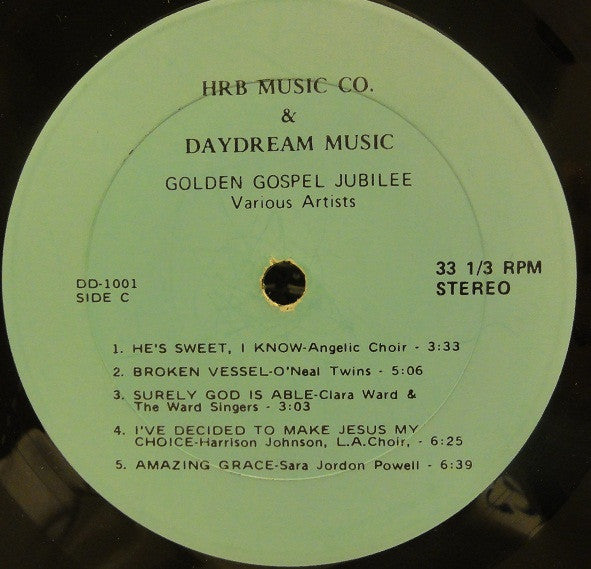 HRB MUSIC CO.
&
DAYDREAM MUSIC
GOLDEN GOSPEL JUBILEE
Various Artists
DD-1001
SIDE C
33 1/3 RPM
STEREO
1. HE'S SWEET, I KNOW-Angelic Choir - 3:33
2. BROKEN VESSEL-O'Neal Twins - 5:06
3. SURELY GOD IS ABLE-Clara Ward &
The Ward Singers - 3:03
4. I'VE DECIDED TO MAKE JESUS MY
CHOICE-Harrison Johnson, L.A.Choir, - 6:25
5. AMAZING GRACE-Sara Jordon Powell - 6:39